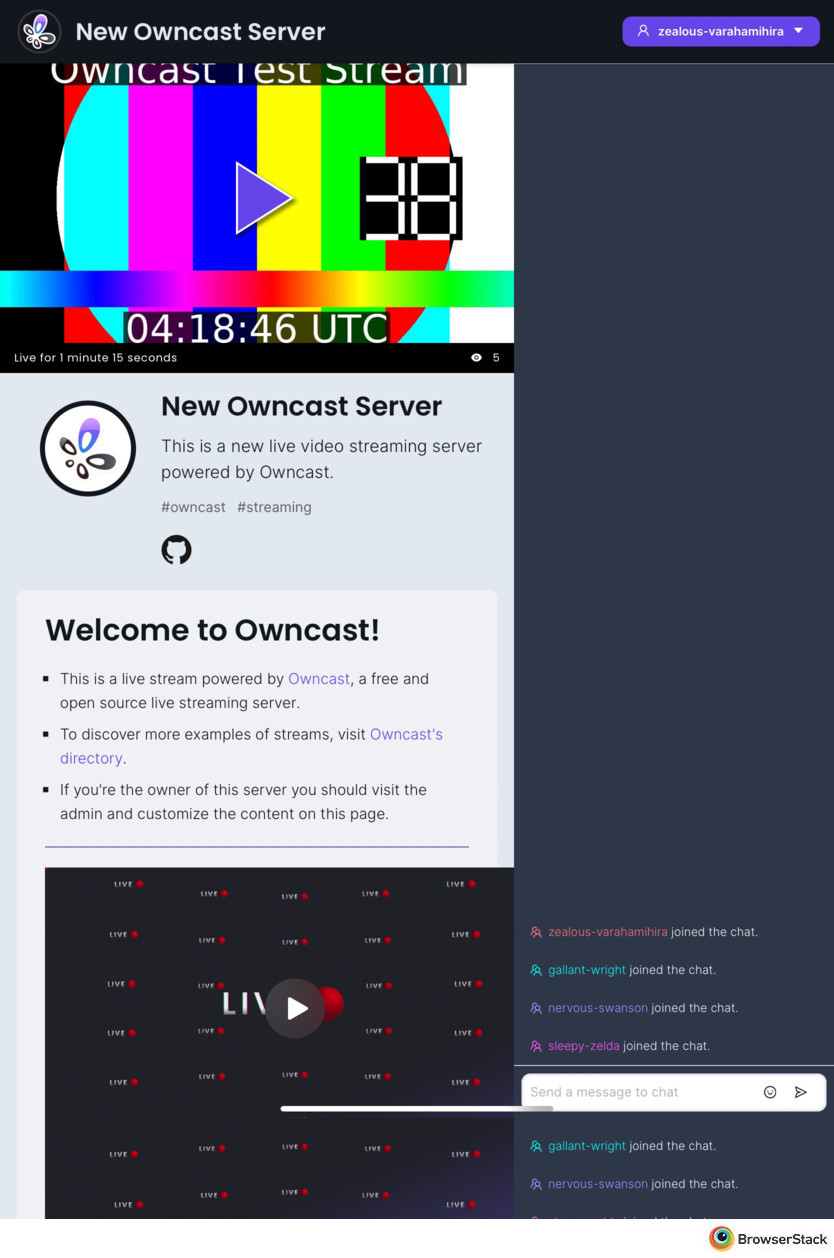 New Owncast Server
zealous-varahamihira
Owncast Test Stream
04:18:46 UTC
Live for 1 minute 15 seconds
5
New Owncast Server
This is a new live video streaming server
powered by Owncast.
#owncast #streaming
Welcome to Owncast!
This is a live stream powered by Owncast, a free and
open source live streaming server.
To discover more examples of streams, visit Owncast's
directory.
If you're the owner of this server you should visit the
admin and customize the content on this page.
LIVE LIVE LIVE LIVE LIVE
LIVE LIVE LIVE LIVE LIVE
LIVE LIVE LIVE LIVE
LIVE LIVE LIVE LIVE
LIVE LIVE LIVE LIVE LIVE
LIVE LIVE LIVE LIVE LIVE
LIVE LIVE LIVE LIVE LIVE
zealous-varahamihira joined the chat.
gallant-wright joined the chat.
nervous-swanson joined the chat.
sleepy-zelda joined the chat.
Send a message to chat
gallant-wright joined the chat.
nervous-swanson joined the chat.
BrowserStack